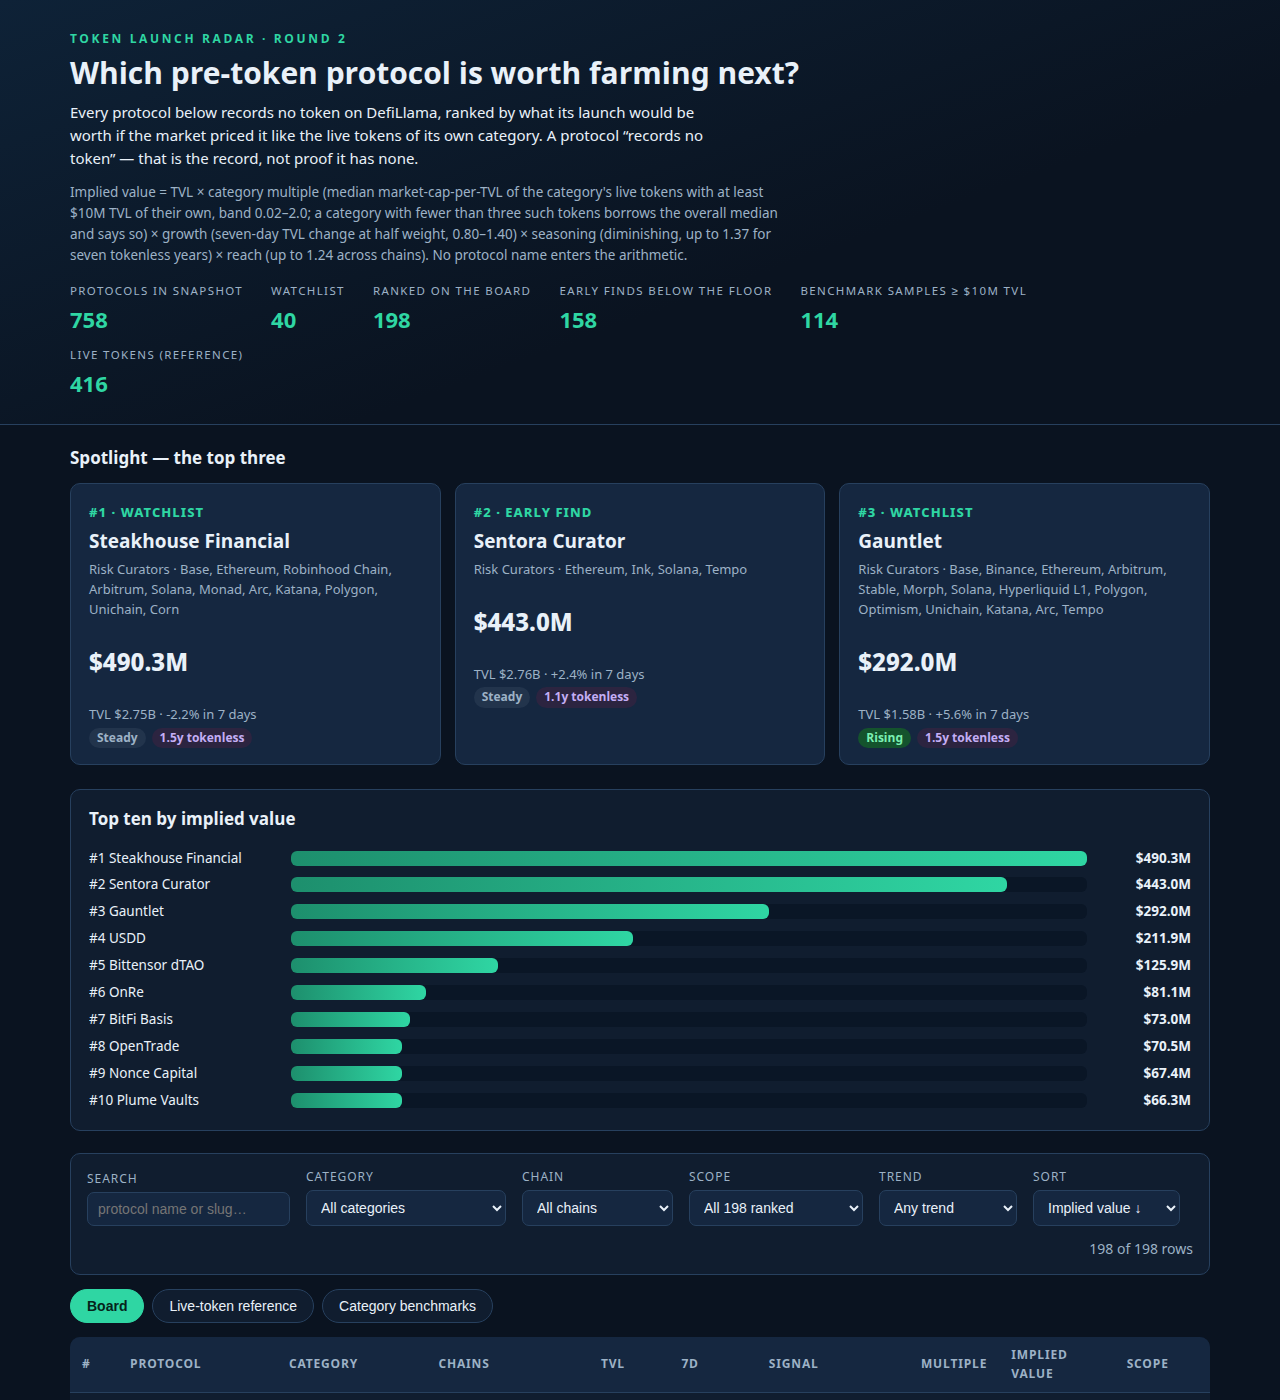 TOKEN LAUNCH RADAR · ROUND 2
Which pre-token protocol is worth farming next?
Every protocol below records no token on DefiLlama, ranked by what its launch would be
worth if the market priced it like the live tokens of its own category. A protocol “records no
token” — that is the record, not proof it has none.
Implied value = TVL × category multiple (median market-cap-per-TVL of the category's live tokens with at least
$10M TVL of their own, band 0.02–2.0; a category with fewer than three such tokens borrows the overall median
and says so) × growth (seven-day TVL change at half weight, 0.80–1.40) × seasoning (diminishing, up to 1.37 for
seven tokenless years) × reach (up to 1.24 across chains). No protocol name enters the arithmetic.
PROTOCOLS IN SNAPSHOT WATCHLIST RANKED ON THE BOARD EARLY FINDS BELOW THE FLOOR BENCHMARK SAMPLES ≥ $10M TVL
758 40 198 158 114
LIVE TOKENS (REFERENCE)
416
Spotlight — the top three
#1 · WATCHLIST
Steakhouse Financial
Risk Curators · Base, Ethereum, Robinhood Chain,
Arbitrum, Solana, Monad, Arc, Katana, Polygon,
Unichain, Corn
$490.3M
TVL $2.75B · -2.2% in 7 days
Steady 1.5y tokenless
#2 · EARLY FIND
Sentora Curator
Risk Curators · Ethereum, Ink, Solana, Tempo
$443.0M
TVL $2.76B · +2.4% in 7 days
Steady 1.1y tokenless
#3 · WATCHLIST
Gauntlet
Risk Curators · Base, Binance, Ethereum, Arbitrum,
Stable, Morph, Solana, Hyperliquid L1, Polygon,
Optimism, Unichain, Katana, Arc, Tempo
$292.0M
TVL $1.58B · +5.6% in 7 days
Rising 1.5y tokenless
Top ten by implied value
#1 Steakhouse Financial $490.3M
#2 Sentora Curator $443.0M
#3 Gauntlet $292.0M
#4 USDD $211.9M
#5 Bittensor dTAO $125.9M
#6 OnRe $81.1M
#7 BitFi Basis $73.0M
#8 OpenTrade $70.5M
#9 Nonce Capital $67.4M
#10 Plume Vaults $66.3M
SEARCH CATEGORY CHAIN SCOPE TREND SORT
protocol name or slug… All categories All chains All 198 ranked Any trend Implied value ↓
198 of 198 rows
Board Live-token reference Category benchmarks
# PROTOCOL CATEGORY CHAINS TVL 7D SIGNAL MULTIPLE IMPLIED VALUE SCOPE